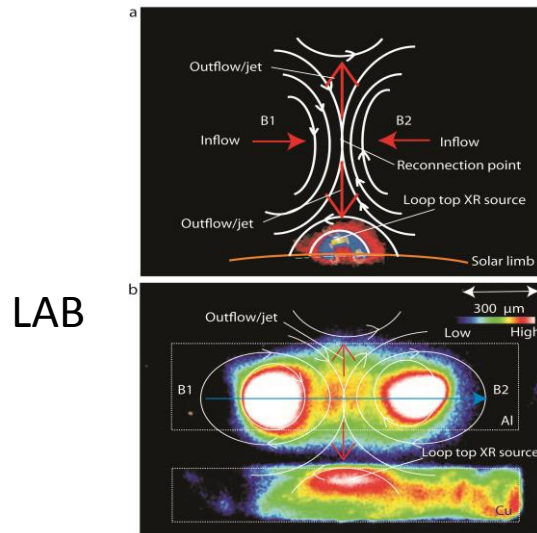 a
Outflow/jet
B1
B2
Inflow
Inflow
Reconnection point
Outflow/jet
Loop top XR source
Solar limb
LAB
b
300 μm
Outflow/jet
Low
High
B1
B2
Al
Loop top XR source
Cu